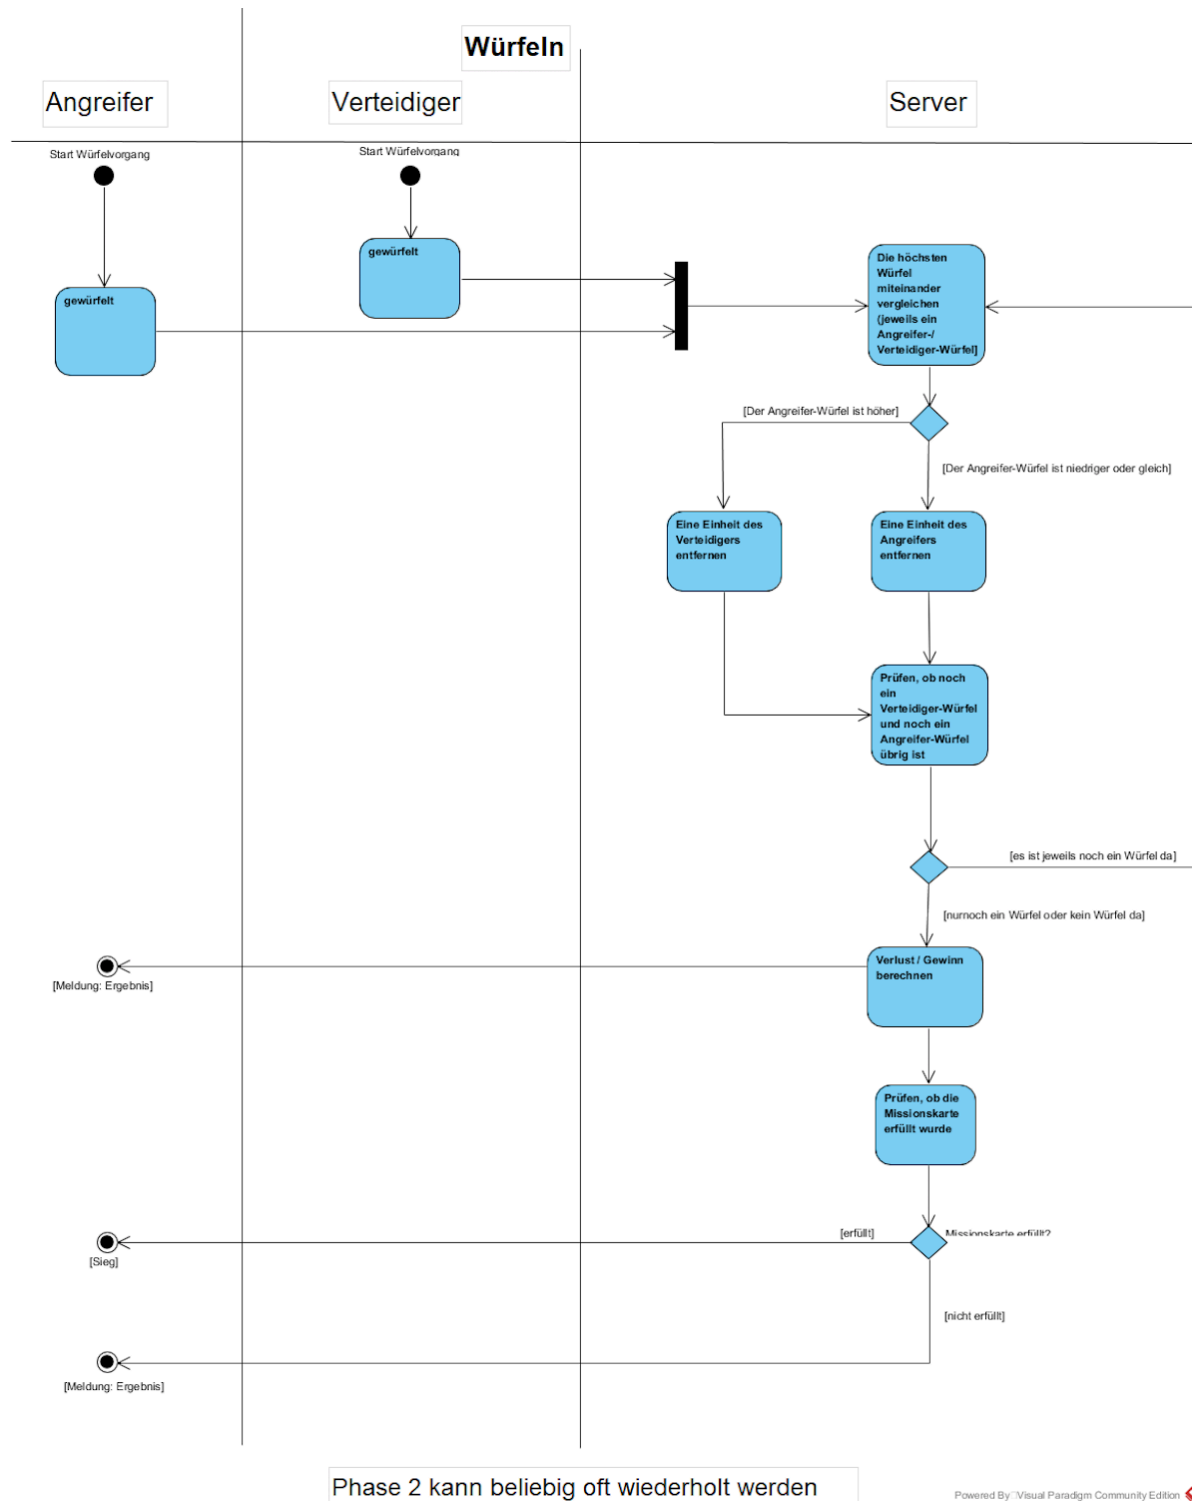 Würfeln
Angreifer
Verteidiger
Server
Start Würfelvorgang
Start Würfelvorgang
gewürfelt
gewürfelt
Die höchsten
Würfel
miteinander
vergleichen
(jeweils ein
Angreifer-/
Verteidiger-Würfel]
[Der Angreifer-Würfel ist höher]
[Der Angreifer-Würfel ist niedriger oder gleich]
Eine Einheit des
Verteidigers
entfernen
Eine Einheit des
Angreifers
entfernen
Prüfen, ob noch
ein
Verteidiger-Würfel
und noch ein
Angreifer-Würfel
übrig ist
[es ist jeweils noch ein Würfel da]
[nurnoch ein Würfel oder kein Würfel da]
Verlust / Gewinn
berechnen
[Meldung: Ergebnis]
Prüfen, ob die
Missionskarte
erfüllt wurde
[erfüllt]
Missionskarte erfüllt?
[Sieg]
[nicht erfüllt]
[Meldung: Ergebnis]
Phase 2 kann beliebig oft wiederholt werden
Powered By Visual Paradigm Community Edition